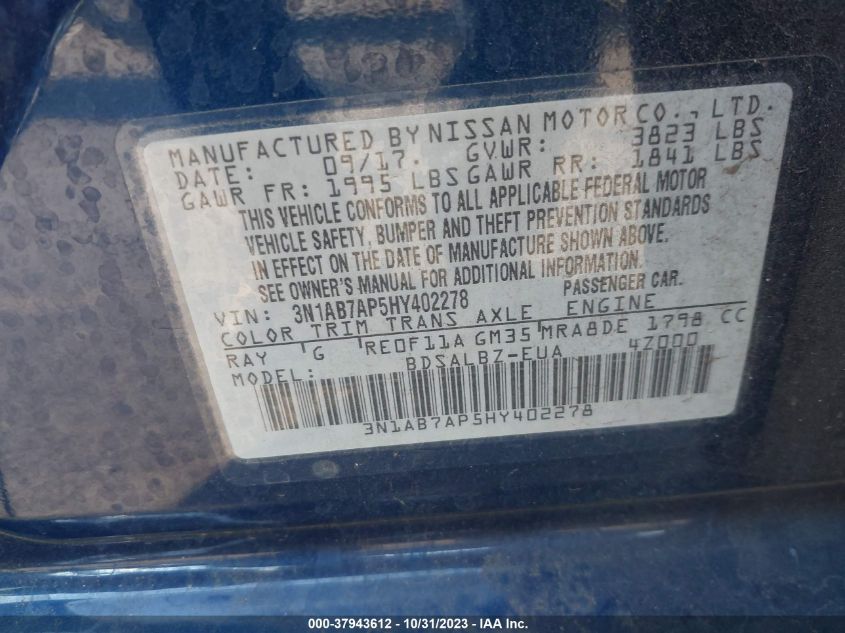 MANUFACTURED BY NISSAN MOTOR CO., LTD.
DATE: 09/17. GVWR: 3823 LBS
GAWR FR: 1995 LBS GAWR RR: 1841 LBS
THIS VEHICLE CONFORMS TO ALL APPLICABLE FEDERAL MOTOR
VEHICLE SAFETY, BUMPER AND THEFT PREVENTION STANDARDS
IN EFFECT ON THE DATE OF MANUFACTURE SHOWN ABOVE.
SEE OWNER'S MANUAL FOR ADDITIONAL INFORMATION.
VIN: 3N1AB7AP5HY402278 PASSENGER CAR.
COLOR TRIM TRANS AXLE ENGINE
RAY G RE0F11A GM35 MRA8DE 1798 CC
MODEL: BDSALBZ-EUA 4Z000
3N1AB7AP5HY402278
000-37943612 - 10/31/2023 - IAAI.com